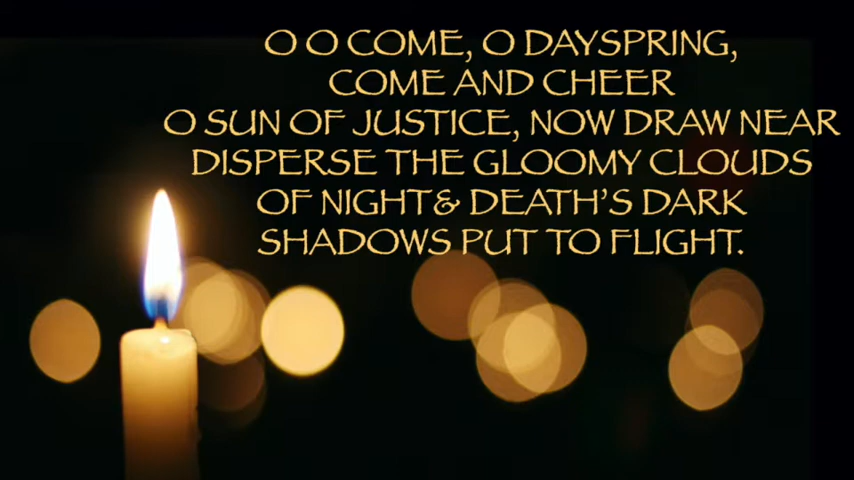 O O COME, O DAYSPRING,
COME AND CHEER
O SUN OF JUSTICE, NOW DRAW NEAR
DISPERSE THE GLOOMY CLOUDS
OF NIGHT& DEATH'S DARK
SHADOWS PUT TO FLIGHT.